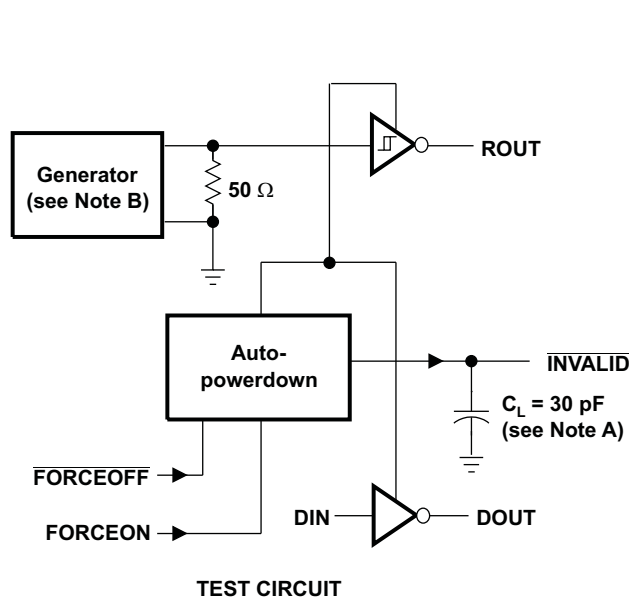 Generator
(see Note B)
50 Ω
ROUT
Auto-
powerdown
INVALID
C_L = 30 pF
(see Note A)
FORCEOFF
FORCEON
DIN
DOUT
TEST CIRCUIT